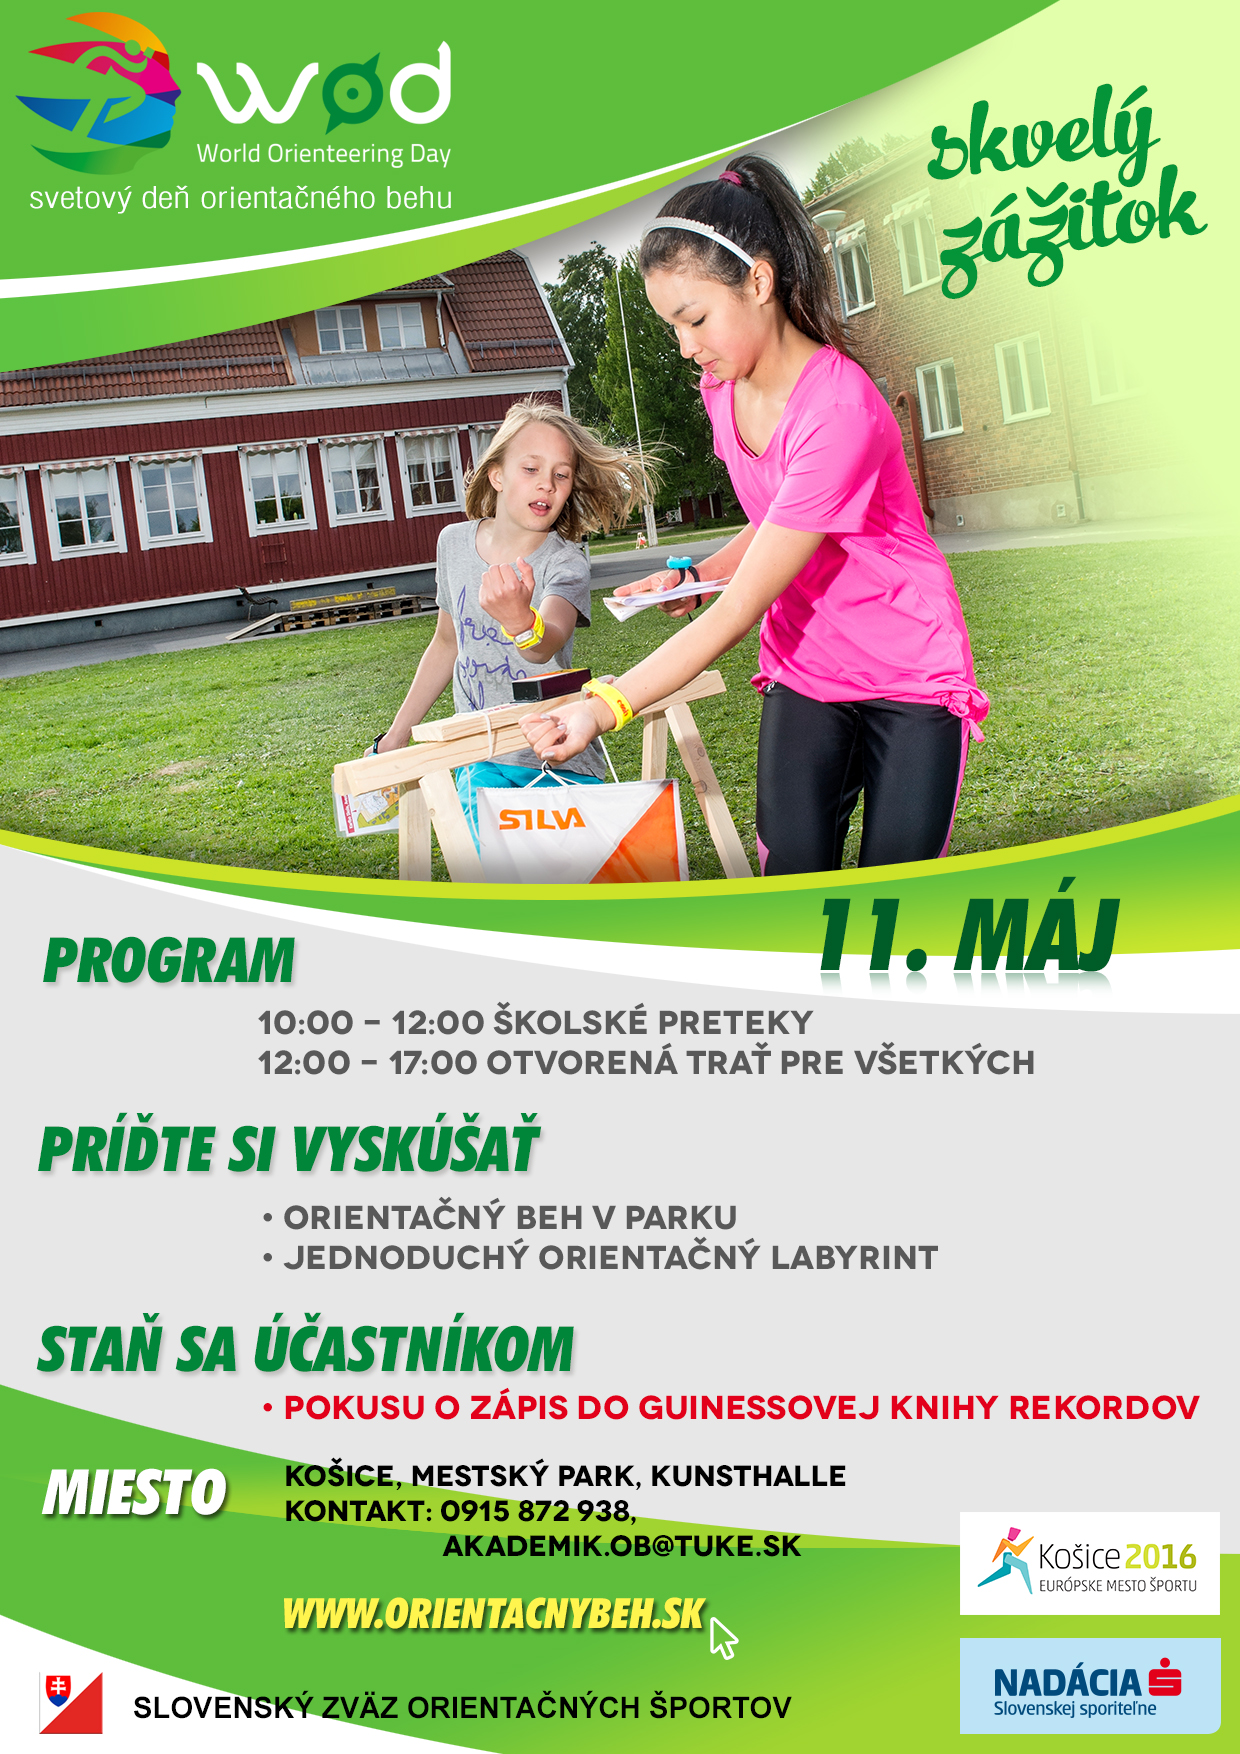 wod
World Orienteering Day
svetový deň orientačného behu
skvelý
zážitok
SILVA
11. MÁJ
PROGRAM
10:00 – 12:00 ŠKOLSKÉ PRETEKY
12:00 – 17:00 OTVORENÁ TRAŤ PRE VŠETKÝCH
PRÍĎTE SI VYSKÚŠAŤ
• ORIENTAČNÝ BEH V PARKU
• JEDNODUCHÝ ORIENTAČNÝ LABYRINT
STAŇ SA ÚČASTNÍKOM
• POKUSU O ZÁPIS DO GUINESSOVEJ KNIHY REKORDOV
MIESTO
KOŠICE, MESTSKÝ PARK, KUNSTHALLE
KONTAKT: 0915 872 938,
AKADEMIK.OB@TUKE.SK
WWW.ORIENTACNYBEH.SK
Košice 2016
EURÓPSKE MESTO ŠPORTU
NADÁCIA
Slovenskej sporiteľne
SLOVENSKÝ ZVÄZ ORIENTAČNÝCH ŠPORTOV